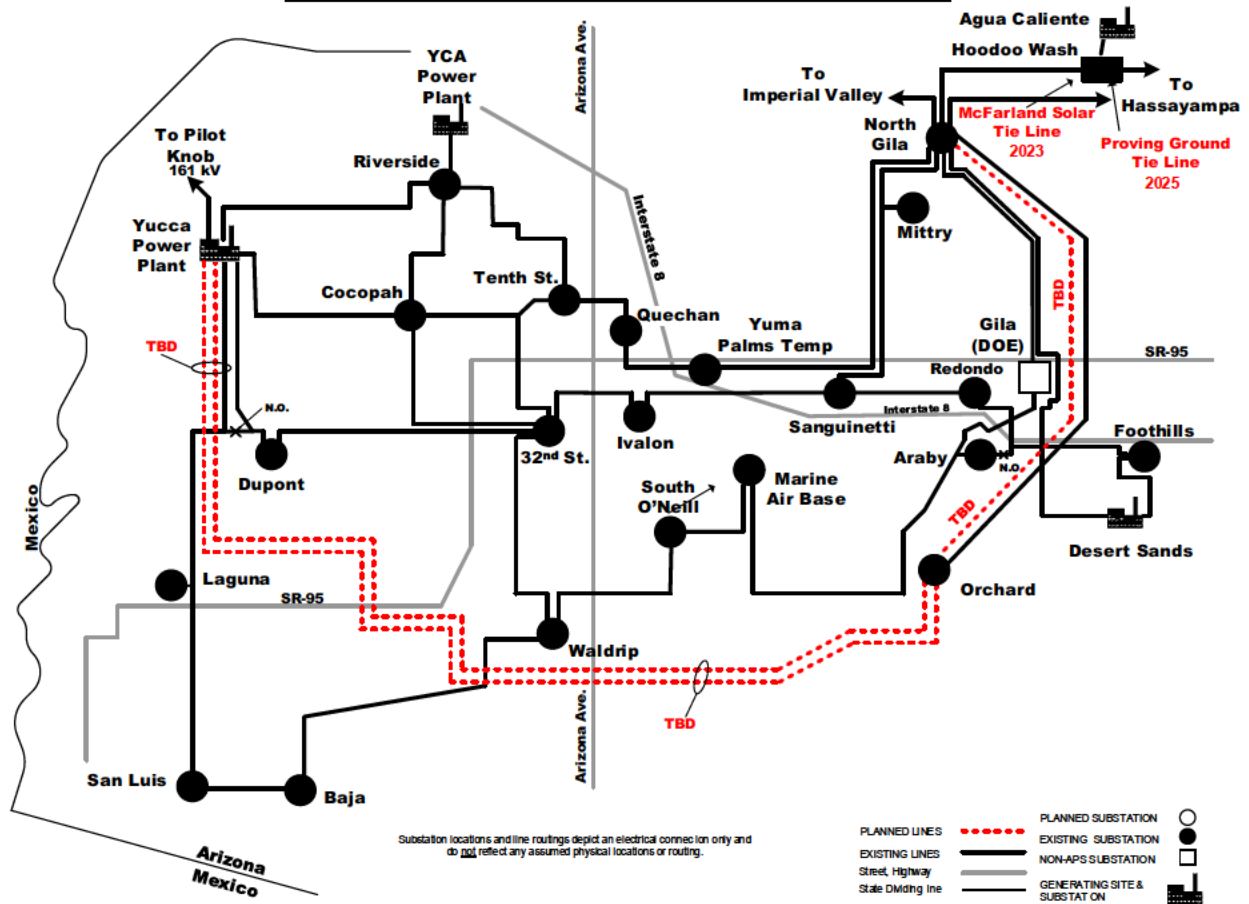 Agua Caliente
Hoodoo Wash
To
Hassayampa
To
Imperial Valley
McFarland Solar
Tie Line
2023
Proving Ground
Tie Line
2025
North
Gila
YCA
Power
Plant
Arizona Ave.
To Pilot
Knob
161 kV
Riverside
Interstate 8
Mittry
Yucca
Power
Plant
Tenth St.
Cocopah
Quechan
Yuma
Palms Temp
Gila
(DOE)
TBD
SR-95
TBD
Redondo
N.O.
Interstate 8
Ivalon
Sanguinetti
Foothills
32nd St.
Araby
N.O.
Dupont
South
O'Neill
Marine
Air Base
TBD
Desert Sands
Mexico
Laguna
SR-95
Orchard
Waldrip
Arizona Ave.
TBD
San Luis
Baja
Arizona
Mexico
Substation locations and line routings depict an electrical connec ion only and
do not reflect any assumed physical locations or routing.
PLANNED LINES
EXISTING LINES
Street, Highway
State Dividing line
PLANNED SUBSTATION
EXISTING SUBSTATION
NON-APS SUBSTATION
GENERATING SITE &
SUBSTAT ON